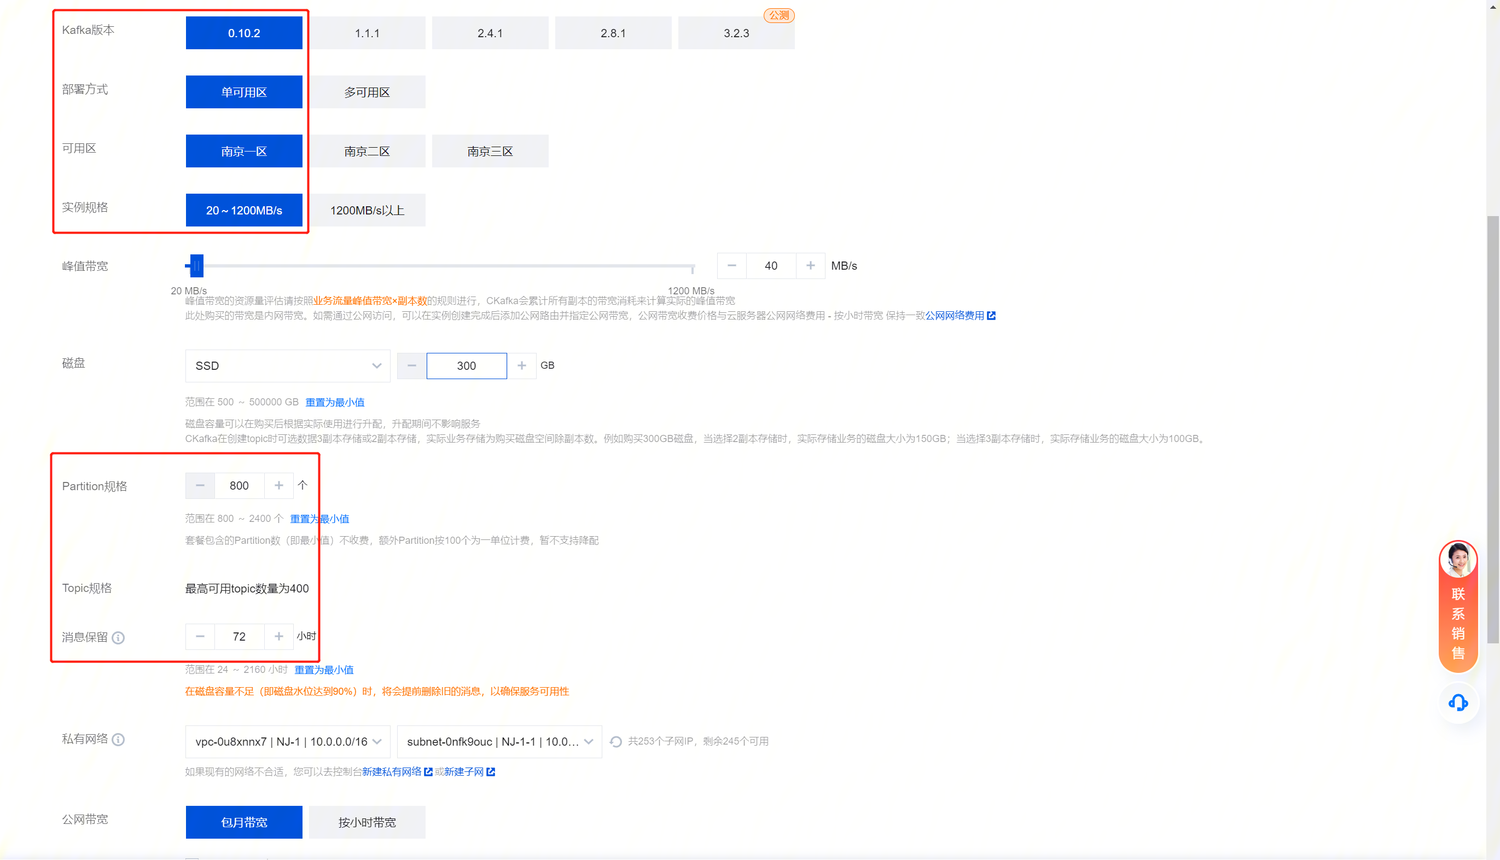 公测
Kafka版本 0.10.2 1.1.1 2.4.1 2.8.1 3.2.3
部署方式 单可用区 多可用区
可用区 南京一区 南京二区 南京三区
实例规格 20～1200MB/s 1200MB/s以上
峰值带宽 40 MB/s
20 MB/s 1200 MB/s
峰值带宽的资源量评估请按照业务流量峰值带宽×副本数的规则进行，CKafka会累计所有副本的带宽消耗来计算实际的峰值带宽
此处购买的带宽是内网带宽。如需通过公网访问，可以在实例创建完成后添加公网路由并指定公网带宽，公网带宽收费价格与云服务器公网网络费用 - 按小时带宽 保持一致公网网络费用
磁盘 SSD 300 GB
范围在 500 ～ 500000 GB 重置为最小值
磁盘容量可以在购买后根据实际使用进行升配，升配期间不影响服务
CKafka在创建topic时可选数据3副本存储或2副本存储，实际业务存储为购买磁盘空间除副本数。例如购买300GB磁盘，当选择2副本存储时，实际存储业务的磁盘大小为150GB；当选择3副本存储时，实际存储业务的磁盘大小为100GB。
Partition规格 800 个
范围在 800 ～ 2400 个 重置为最小值
套餐包含的Partition数（即最小值）不收费，额外Partition按100个为一单位计费，暂不支持降配
Topic规格 最高可用topic数量为400
消息保留 72 小时
范围在 24 ～ 2160 小时 重置为最小值
在磁盘容量不足（即磁盘水位达到90%）时，将会提前删除旧的消息，以确保服务可用性
私有网络 vpc-0u8xnnx7 | NJ-1 | 10.0.0.0/16 subnet-0nfk9ouc | NJ-1-1 | 10.0... 共253个子网IP，剩余245个可用
如果现有的网络不合适，您可以去控制台新建私有网络 或新建子网
公网带宽 包月带宽 按小时带宽
联系销售